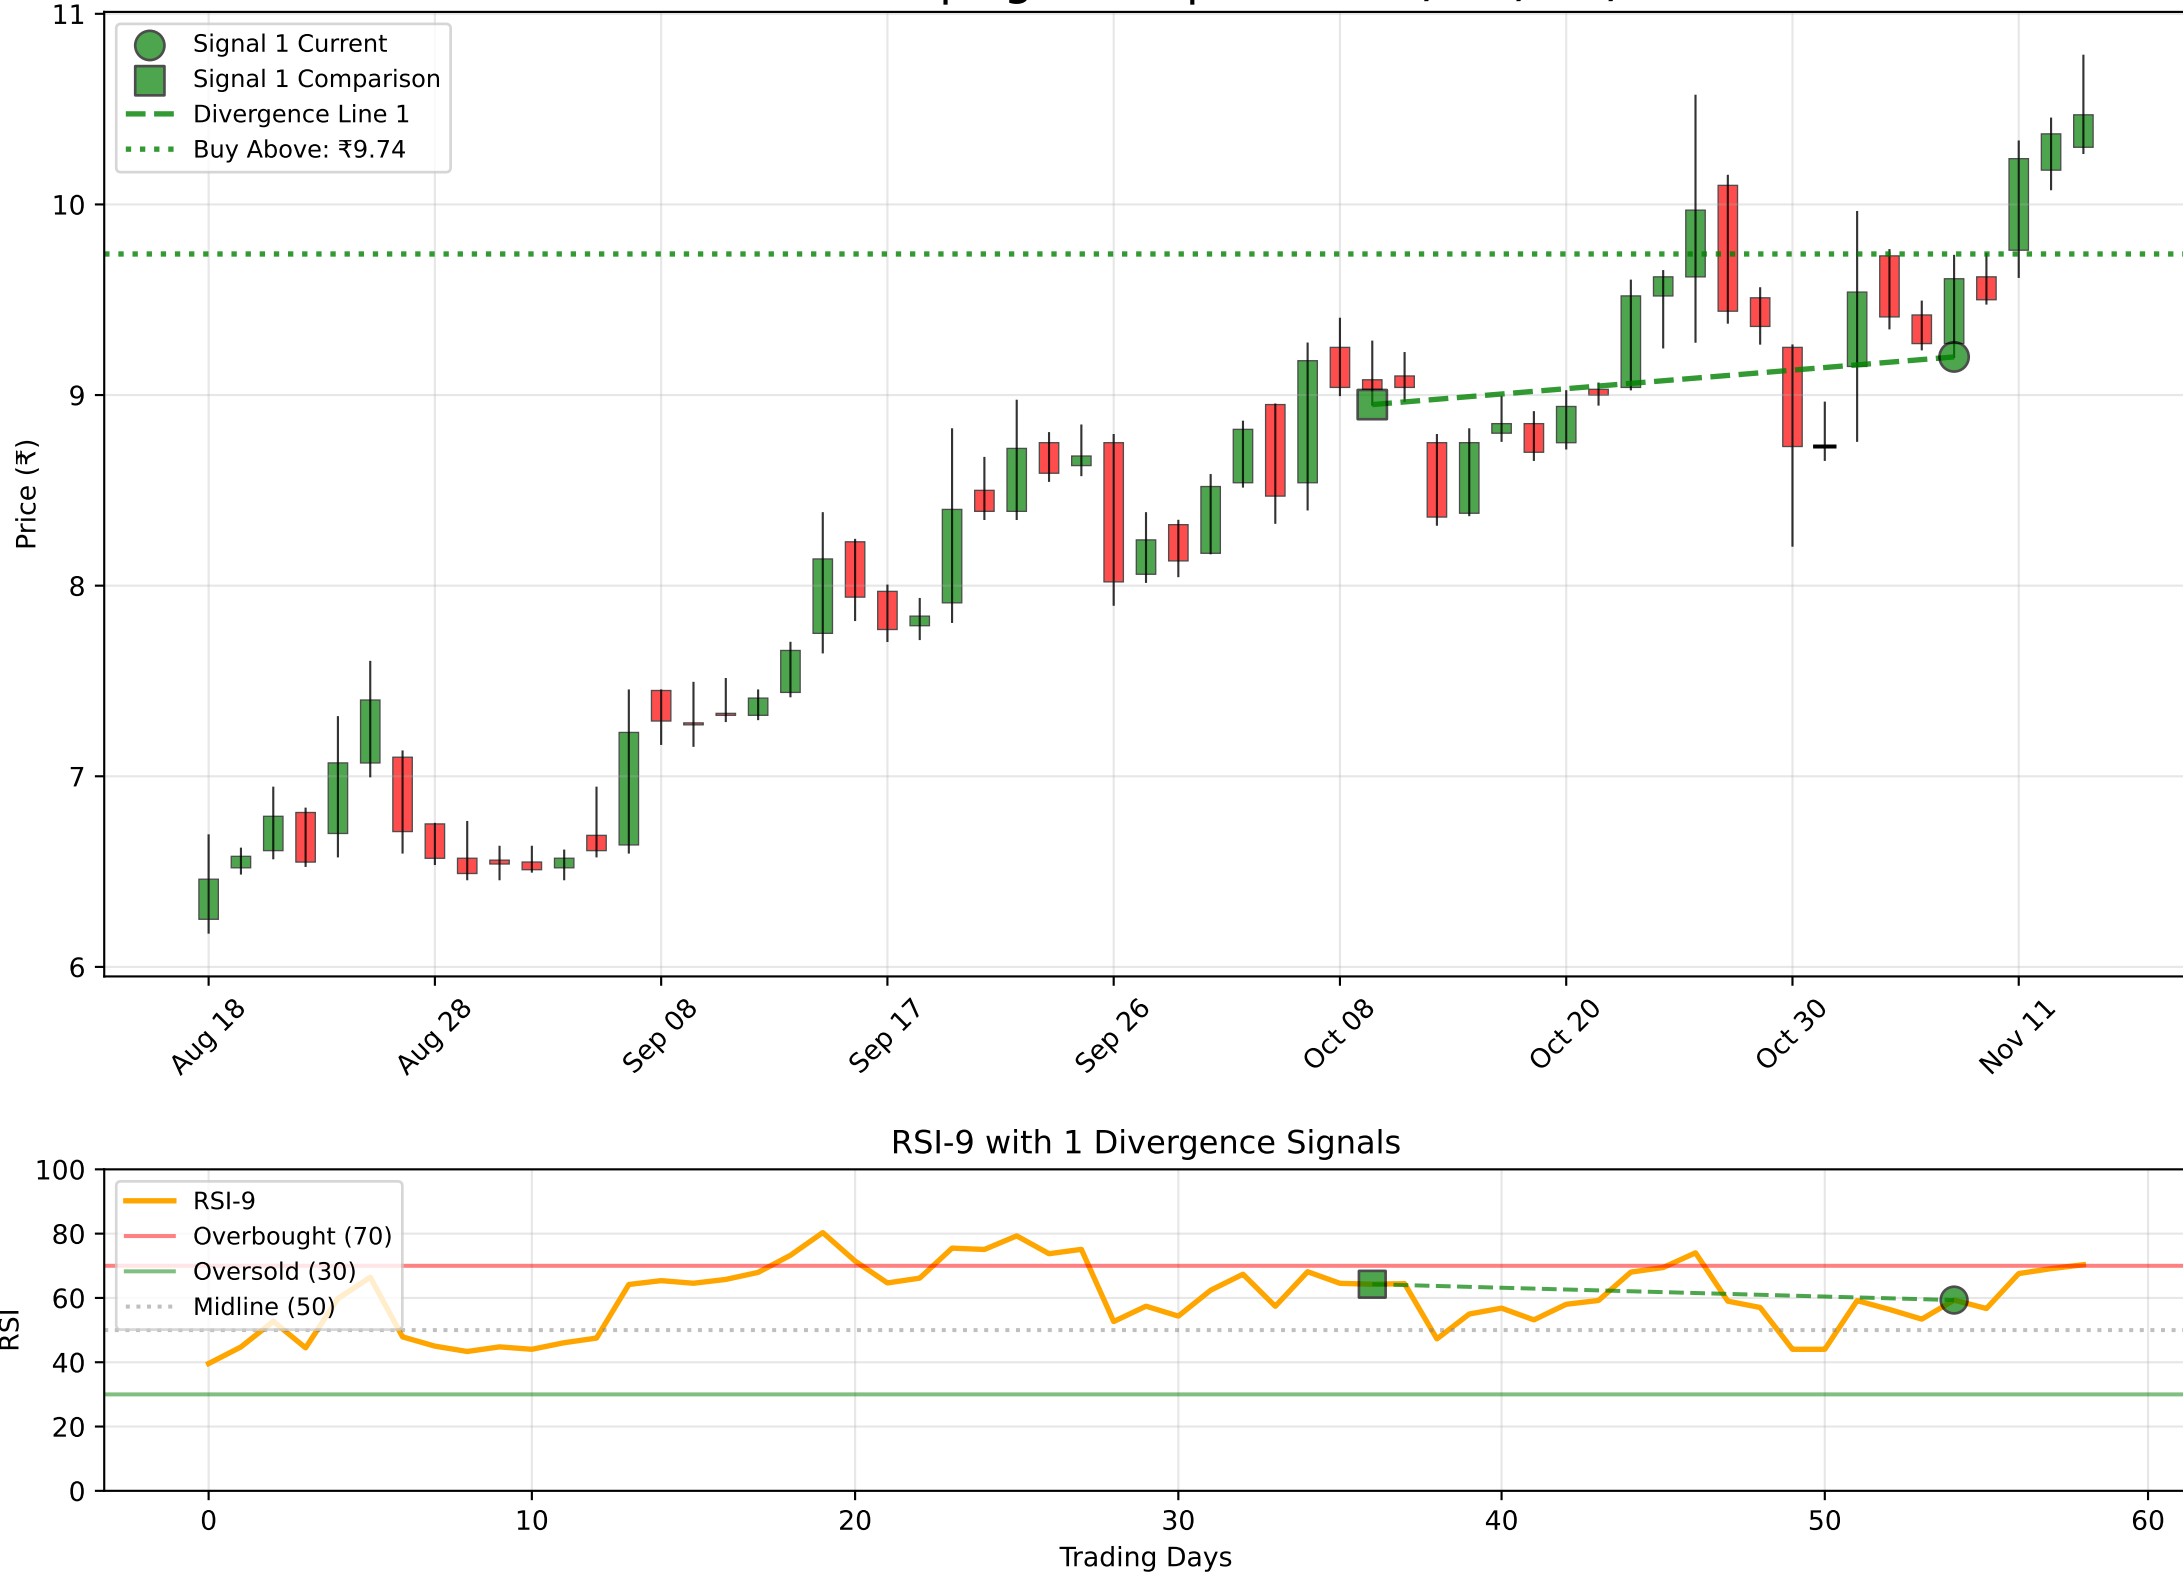 Signal 1 Current
Signal 1 Comparison
Divergence Line 1
Buy Above: ₹9.74
11
10
9
8
7
6
Price (₹)
Aug 18
Aug 28
Sep 08
Sep 17
Sep 26
Oct 08
Oct 20
Oct 30
Nov 11
RSI-9 with 1 Divergence Signals
RSI-9
Overbought (70)
Oversold (30)
Midline (50)
100
80
60
40
20
0
RSI
0
10
20
30
40
50
60
Trading Days